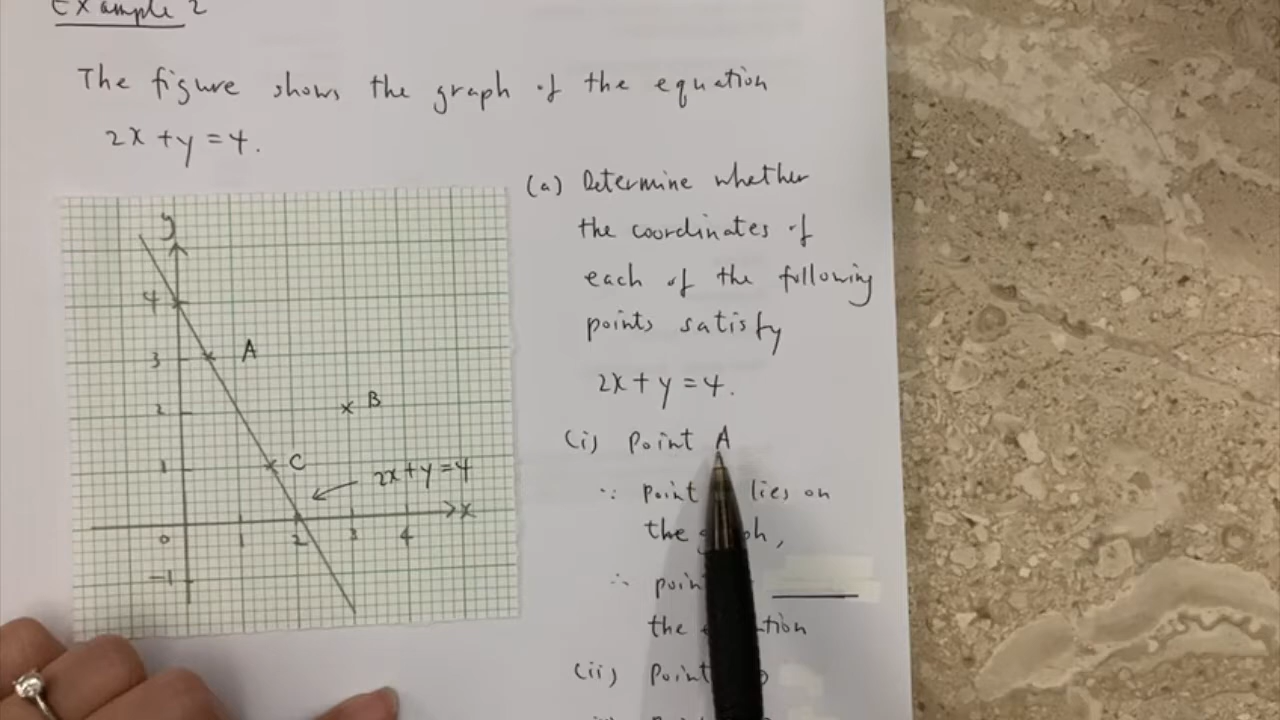 Example 2
The figure shows the graph of the equation
2x + y = 4.
y
4
3
A
2
B
1
C
2x + y = 4
x
0
1
2
3
4
-1
(a) Determine whether
the coordinates of
each of the following
points satisfy
2x + y = 4.
(i) point A
∵ point lies on
the
∴
the
(ii) point